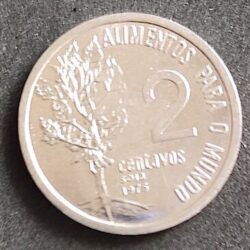 ALIMENTOS PARA O MUNDO
2
centavos
1975